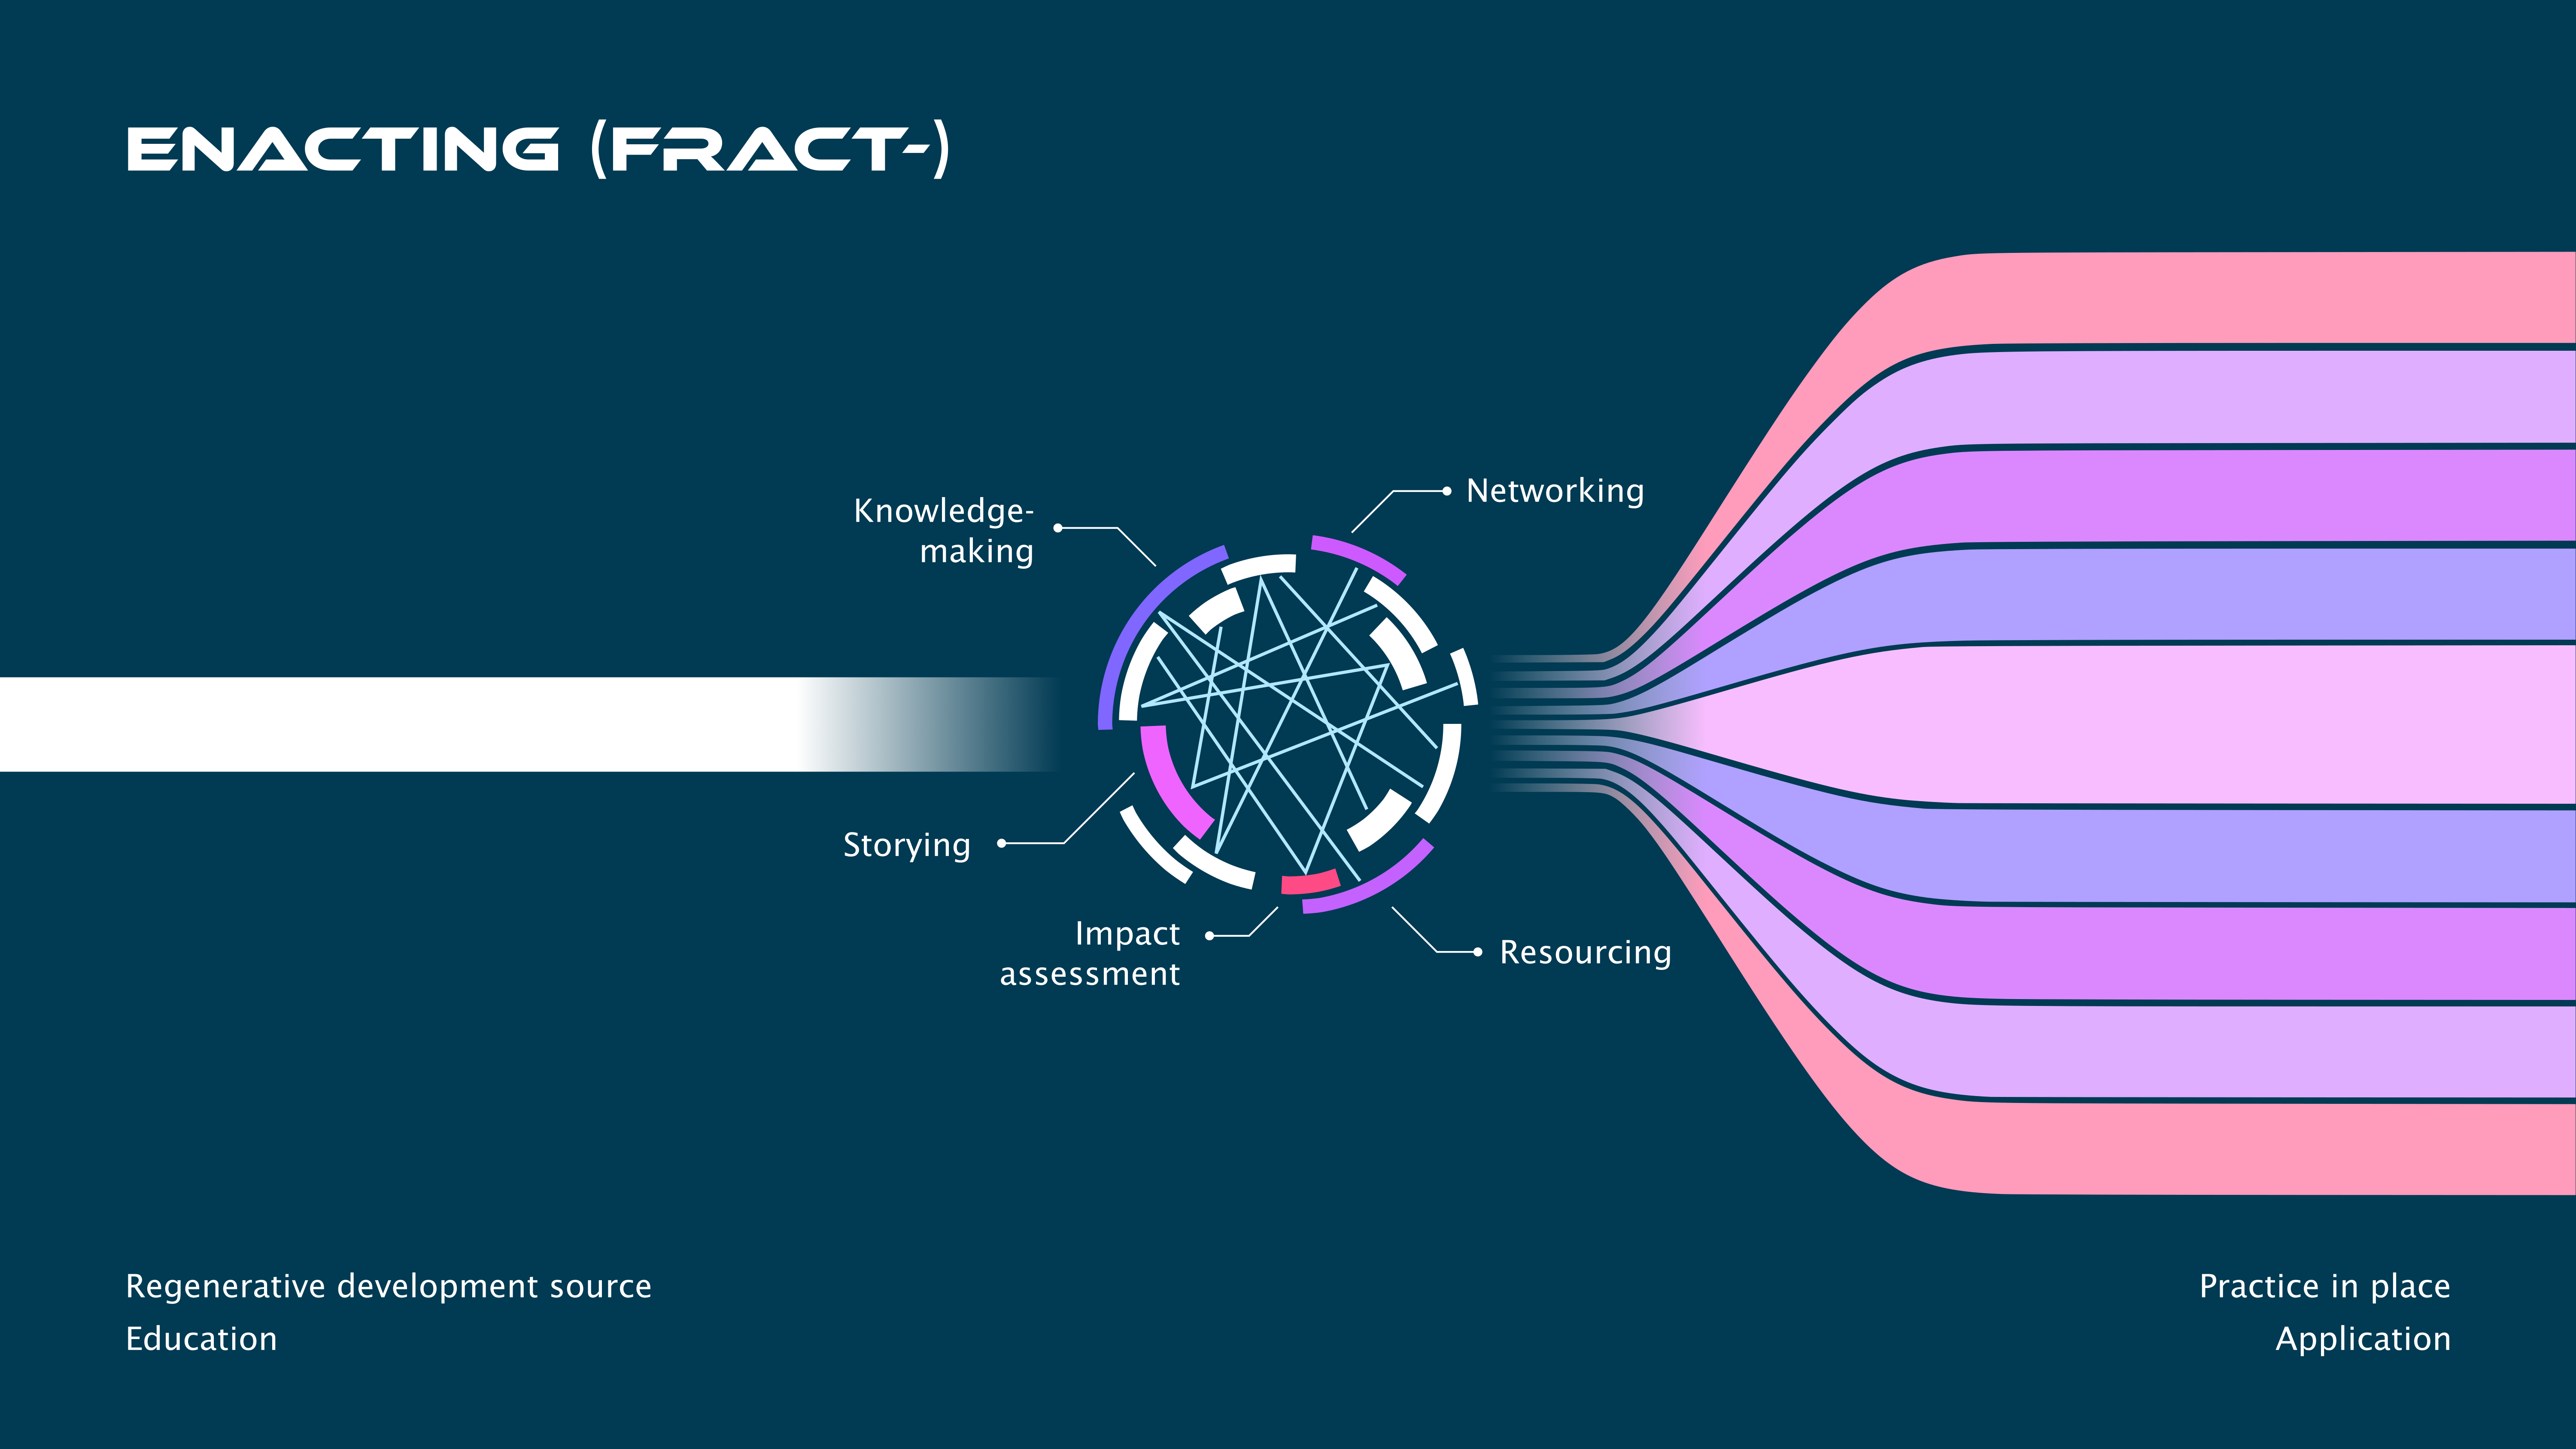 ENACTING (FRACT-)
Knowledge-
making
Networking
Storying
Impact
assessment
Resourcing
Regenerative development source
Education
Practice in place
Application